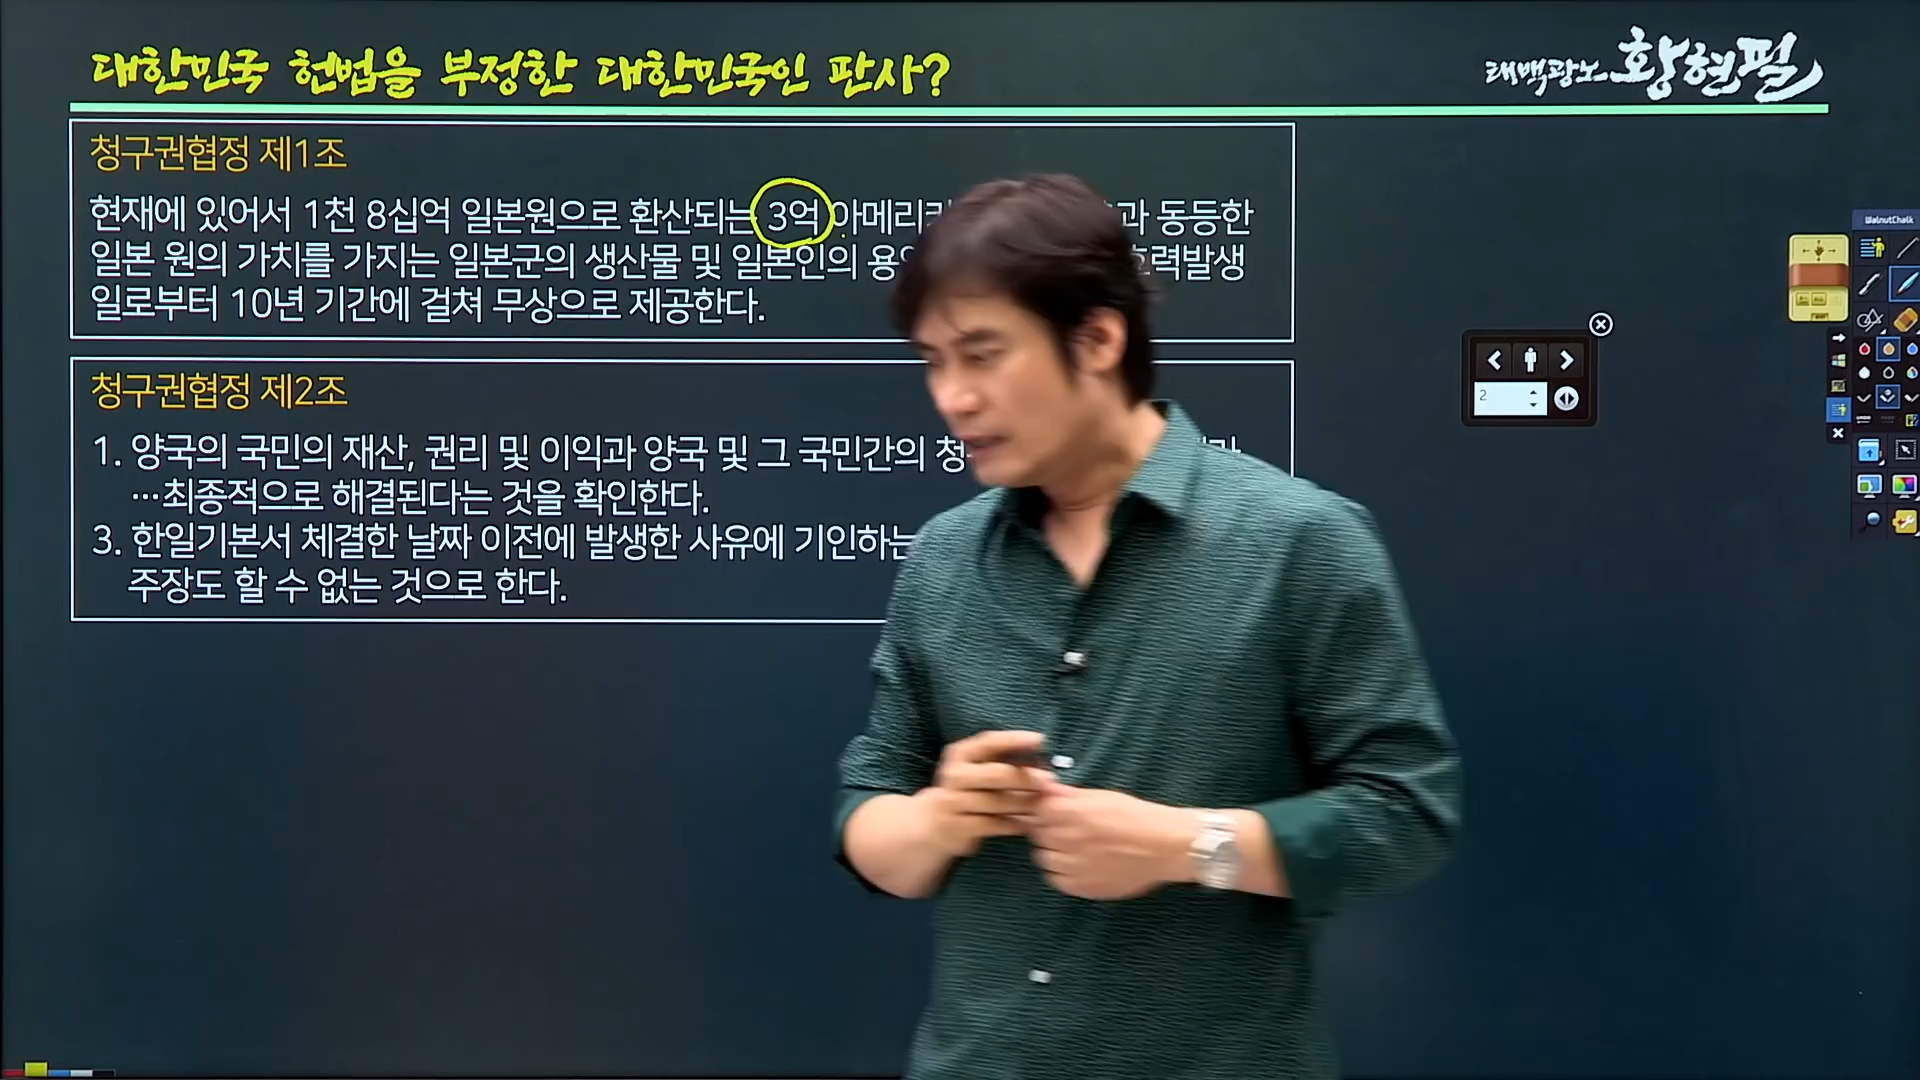 대한민국 헌법을 부정한 대한민국인 판사?
태백광노 황현필
청구권협정 제1조
현재에 있어서 1천 8십억 일본원으로 환산되는 3억 아메리카 동등한
일본 원의 가치를 가지는 일본군의 생산물 및 일본인의 용역 효력발생
일로부터 10년 기간에 걸쳐 무상으로 제공한다.
청구권협정 제2조
1. 양국의 국민의 재산, 권리 및 이익과 양국 및 그 국민간의
…최종적으로 해결된다는 것을 확인한다.
3. 한일기본서 체결한 날짜 이전에 발생한 사유에 기인하는
주장도 할 수 없는 것으로 한다.
WalnutChalk
2